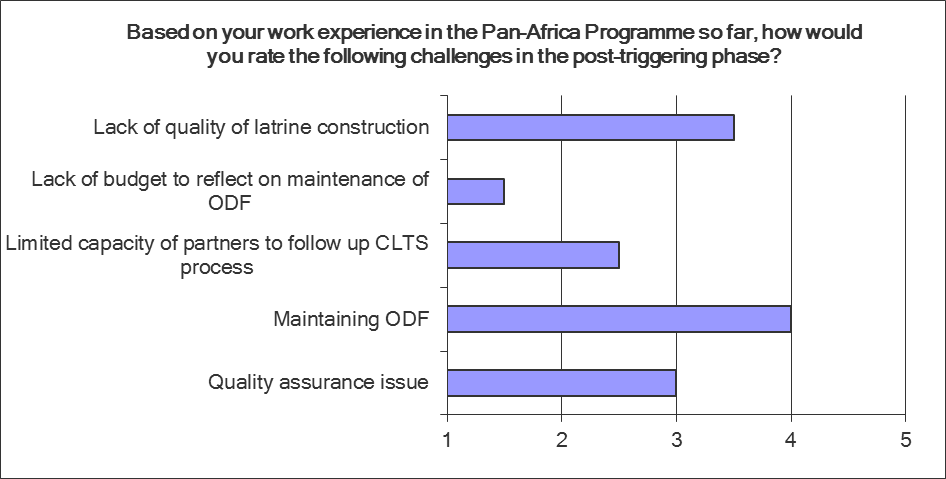 Based on your work experience in the Pan-Africa Programme so far, how would
you rate the following challenges in the post-triggering phase?
Lack of quality of latrine construction
Lack of budget to reflect on maintenance of
ODF
Limited capacity of partners to follow up CLTS
process
Maintaining ODF
Quality assurance issue
1 2 3 4 5